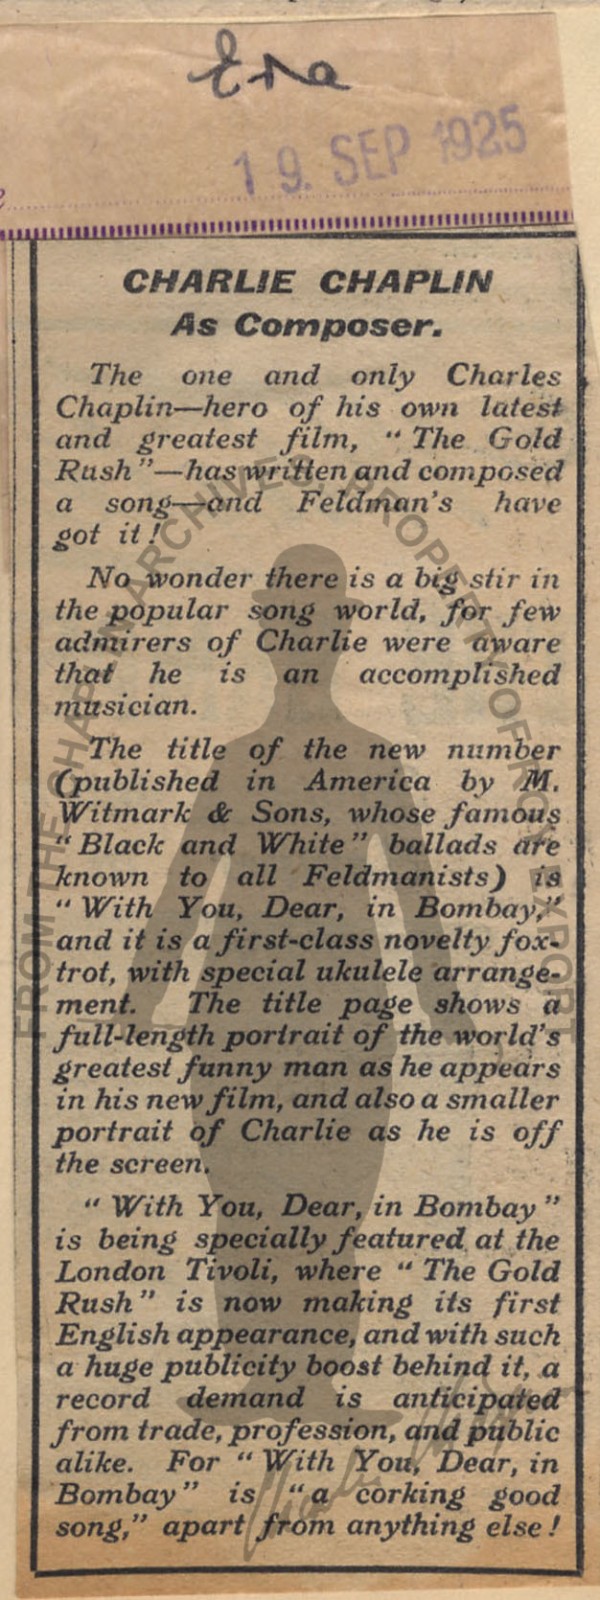 Era
19. SEP 1925
CHARLIE CHAPLIN
As Composer.
The one and only Charles
Chaplin—hero of his own latest
and greatest film, "The Gold
Rush"—has written and composed
a song—and Feldman's have
got it!
No wonder there is a big stir in
the popular song world, for few
admirers of Charlie were aware
that he is an accomplished
musician.
The title of the new number
(published in America by M.
Witmark & Sons, whose famous
"Black and White" ballads are
known to all Feldmanists) is
"With You, Dear, in Bombay,"
and it is a first-class novelty fox-
trot, with special ukulele arrange-
ment. The title page shows a
full-length portrait of the world's
greatest funny man as he appears
in his new film, and also a smaller
portrait of Charlie as he is off
the screen.
"With You, Dear, in Bombay"
is being specially featured at the
London Tivoli, where "The Gold
Rush" is now making its first
English appearance, and with such
a huge publicity boost behind it, a
record demand is anticipated
from trade, profession, and public
alike. For "With You, Dear, in
Bombay" is "a corking good
song," apart from anything else!
FROM THE CHAPLIN ARCHIVES PROPERTY OF ROY EXPORT